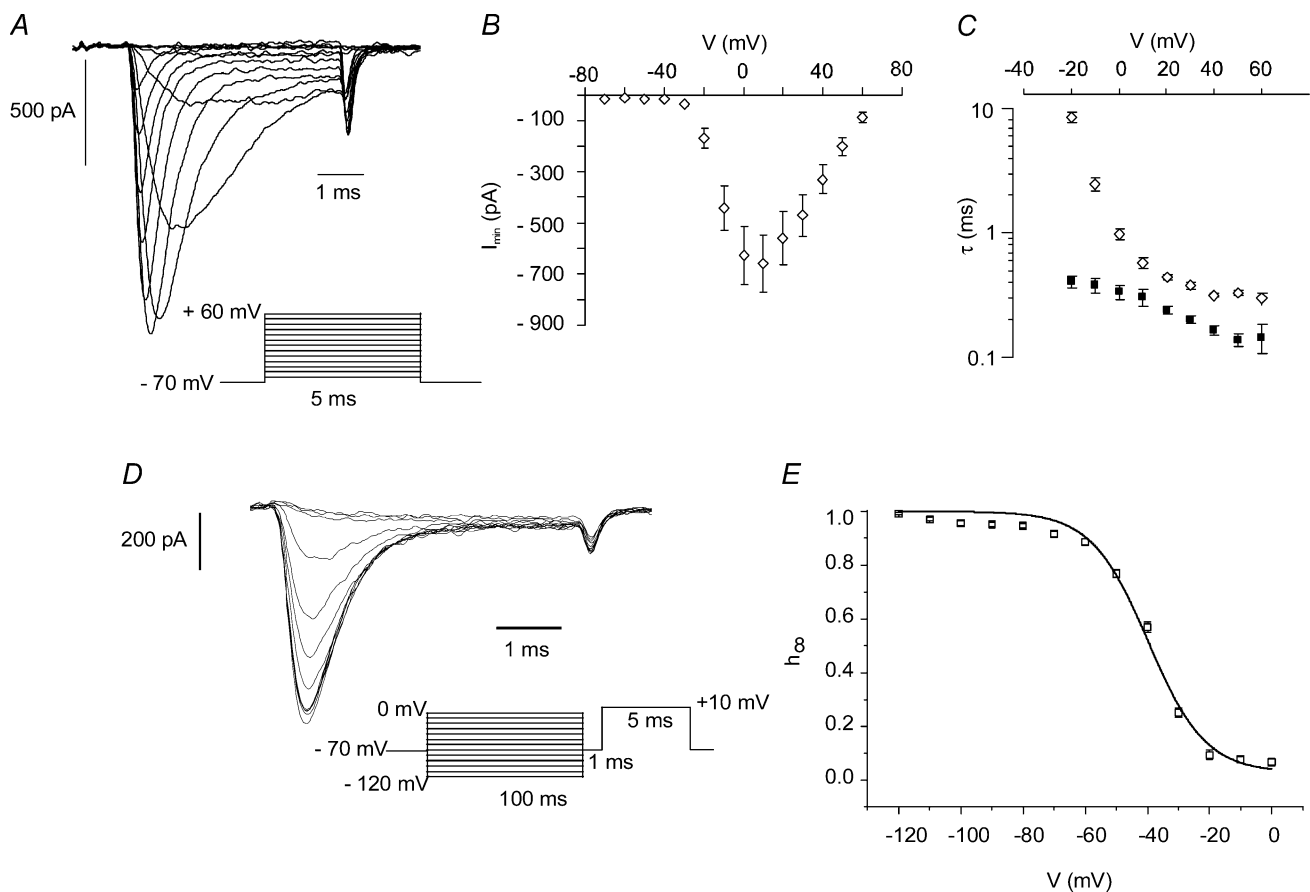 A
500 pA
1 ms
+ 60 mV
- 70 mV
5 ms
B
V (mV)
-80 -40 0 40 80
- 100
- 300
- 500
- 700
- 900
Imin (pA)
C
V (mV)
-40 -20 0 20 40 60
10
1
0.1
τ (ms)
D
200 pA
1 ms
0 mV
- 70 mV
- 120 mV
100 ms
1 ms
5 ms
+10 mV
E
1.0
0.8
0.6
0.4
0.2
0.0
h∞
-120 -100 -80 -60 -40 -20 0
V (mV)